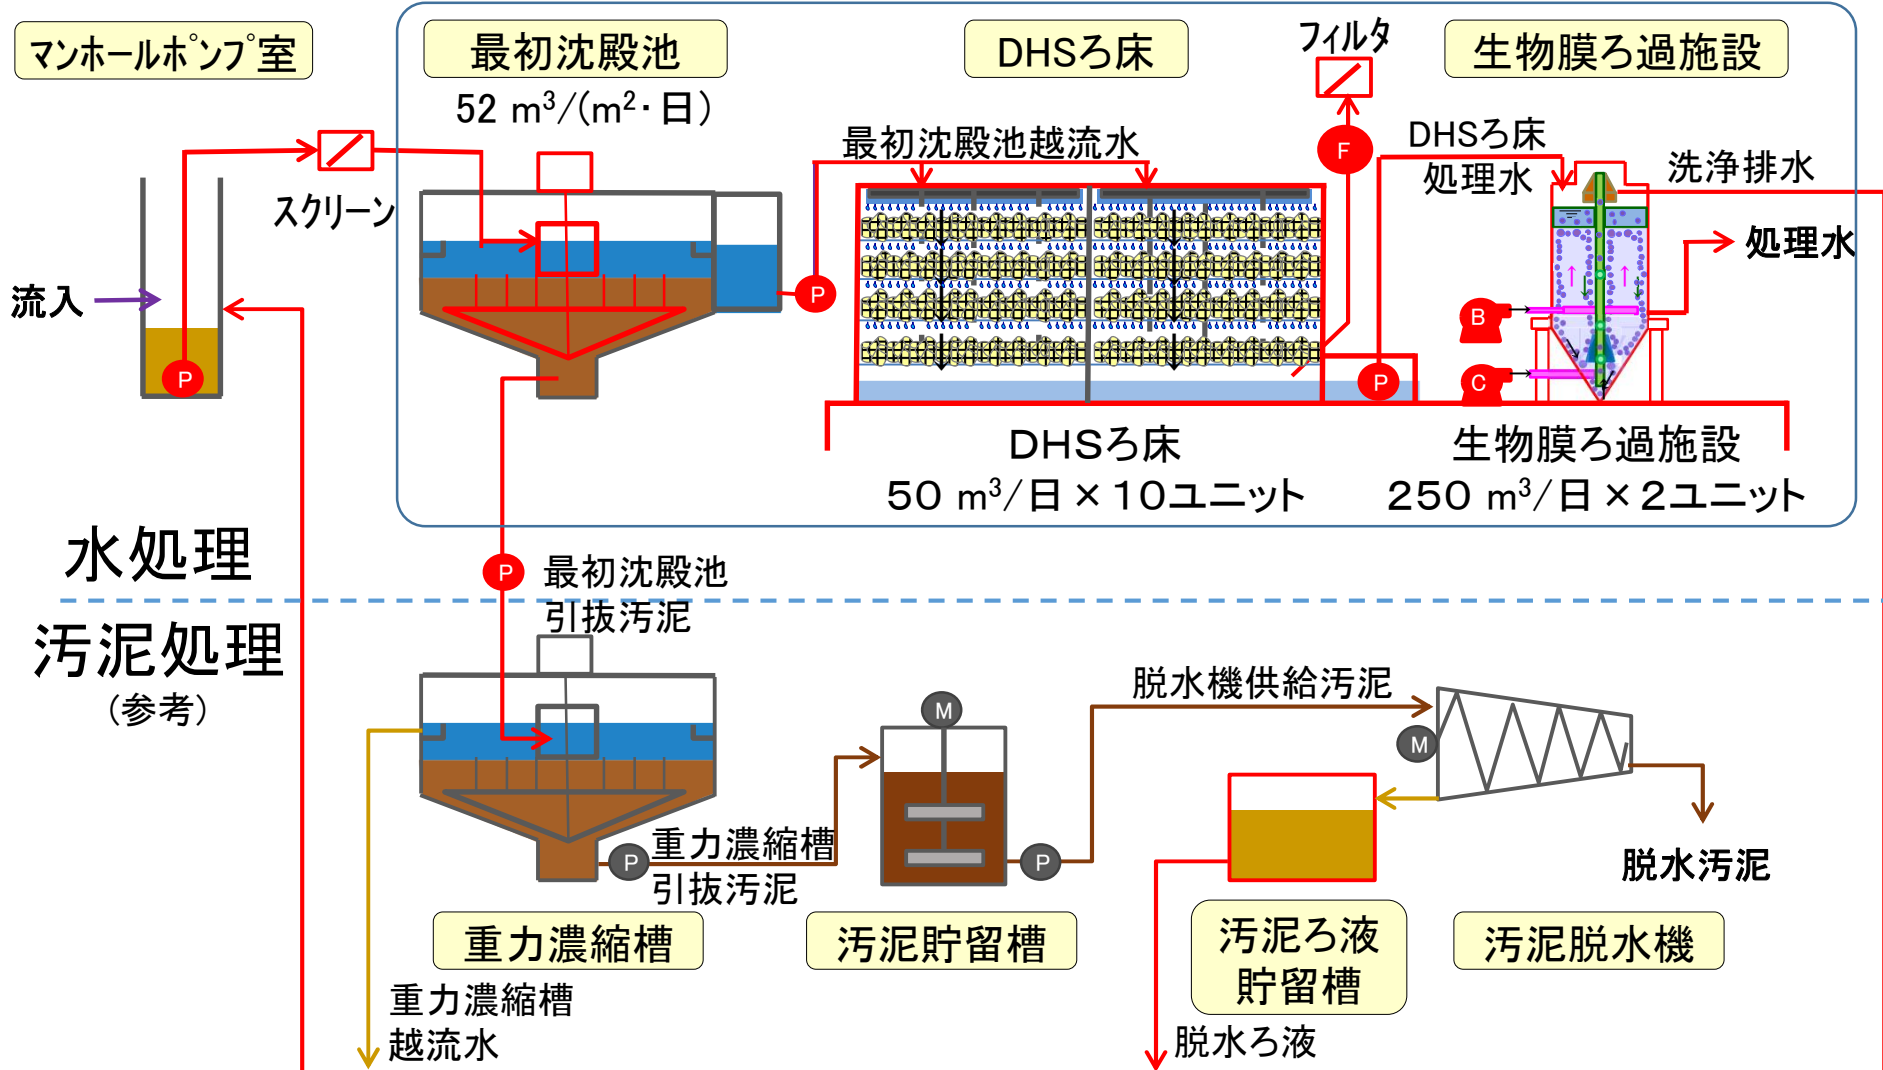 マンホールポンプ室
最初沈殿池
52 m³/(m²・日)
DHSろ床
フィルタ
生物膜ろ過施設
スクリーン
最初沈殿池越流水
F
DHSろ床
処理水
洗浄排水
処理水
流入
P
P
P
B
C
DHSろ床
50 m³/日×10ユニット
生物膜ろ過施設
250 m³/日×2ユニット
水処理
P
最初沈殿池
引抜汚泥
汚泥処理
(参考)
M
脱水機供給汚泥
M
P
重力濃縮槽
引抜汚泥
P
脱水汚泥
重力濃縮槽
汚泥貯留槽
汚泥ろ液
貯留槽
汚泥脱水機
重力濃縮槽
越流水
脱水ろ液